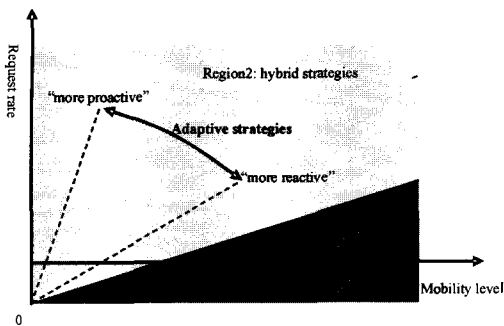 Request rate
Region2: hybrid strategies
“more proactive”
Adaptive strategies
“more reactive”
Mobility level
0